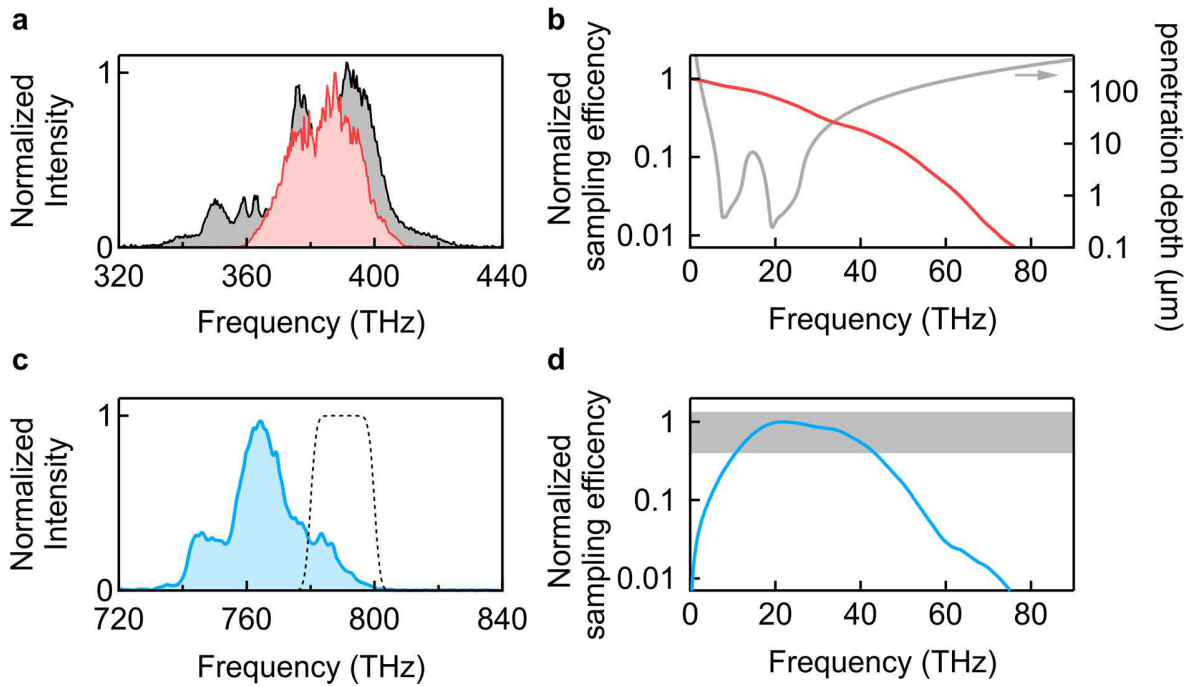 a
1
0
Normalized
Intensity
320 360 400 440
Frequency (THz)
b
1
0.1
0.01
Normalized
sampling efficency
100
10
1
0.1
penetration depth (μm)
0 20 40 60 80
Frequency (THz)
c
1
0
Normalized
Intensity
720 760 800 840
Frequency (THz)
d
1
0.1
0.01
Normalized
sampling efficency
0 20 40 60 80
Frequency (THz)